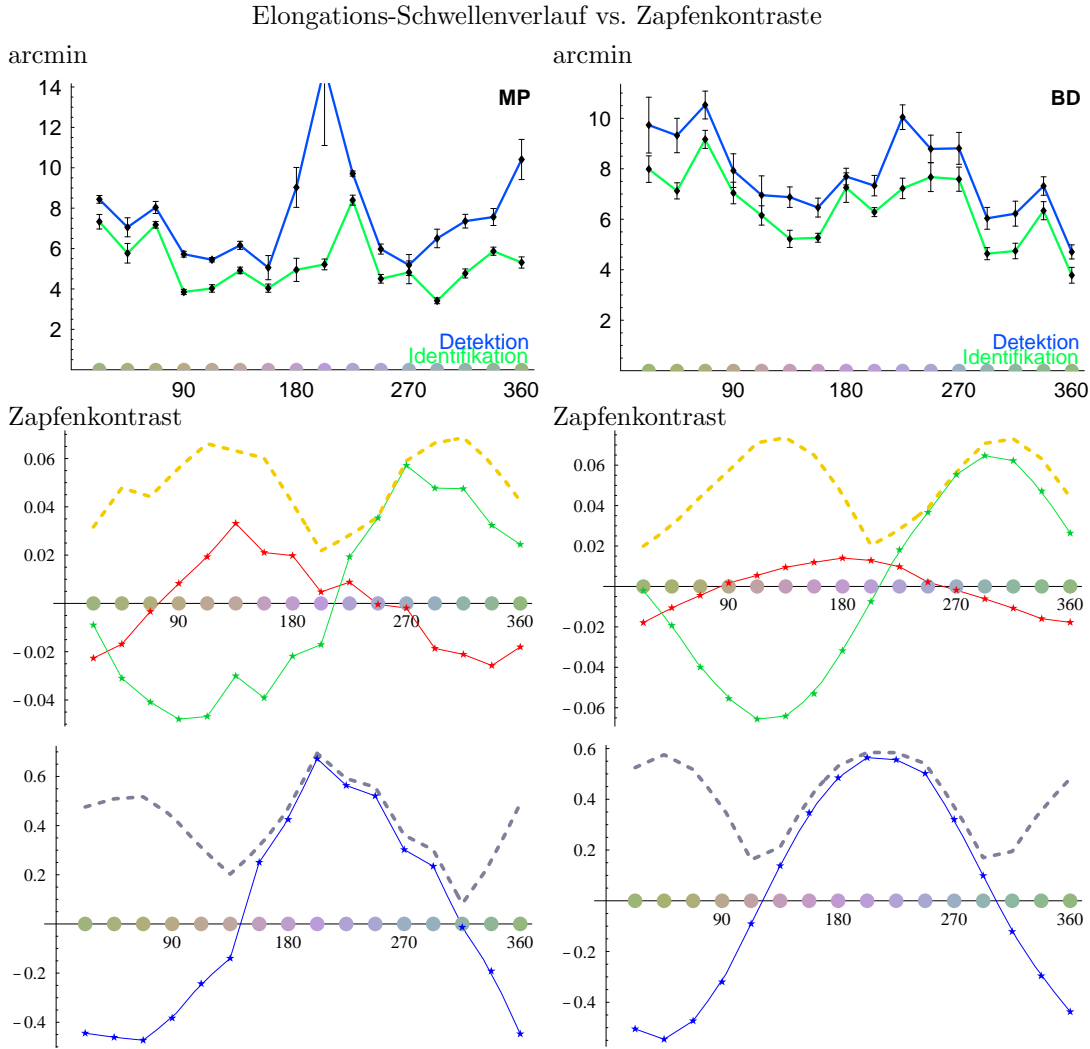 Elongations-Schwellenverlauf vs. Zapfenkontraste
arcmin
14
12
10
8
6
4
2
MP
Detektion
Identifikation
90 180 270 360
arcmin
10
8
6
4
2
BD
Detektion
Identifikation
90 180 270 360
Zapfenkontrast
0.06
0.04
0.02
-0.02
-0.04
90 180 270 360
Zapfenkontrast
0.06
0.04
0.02
-0.02
-0.04
-0.06
90 180 270 360
0.6
0.4
0.2
-0.2
-0.4
90 180 270 360
0.6
0.4
0.2
-0.2
-0.4
90 180 270 360